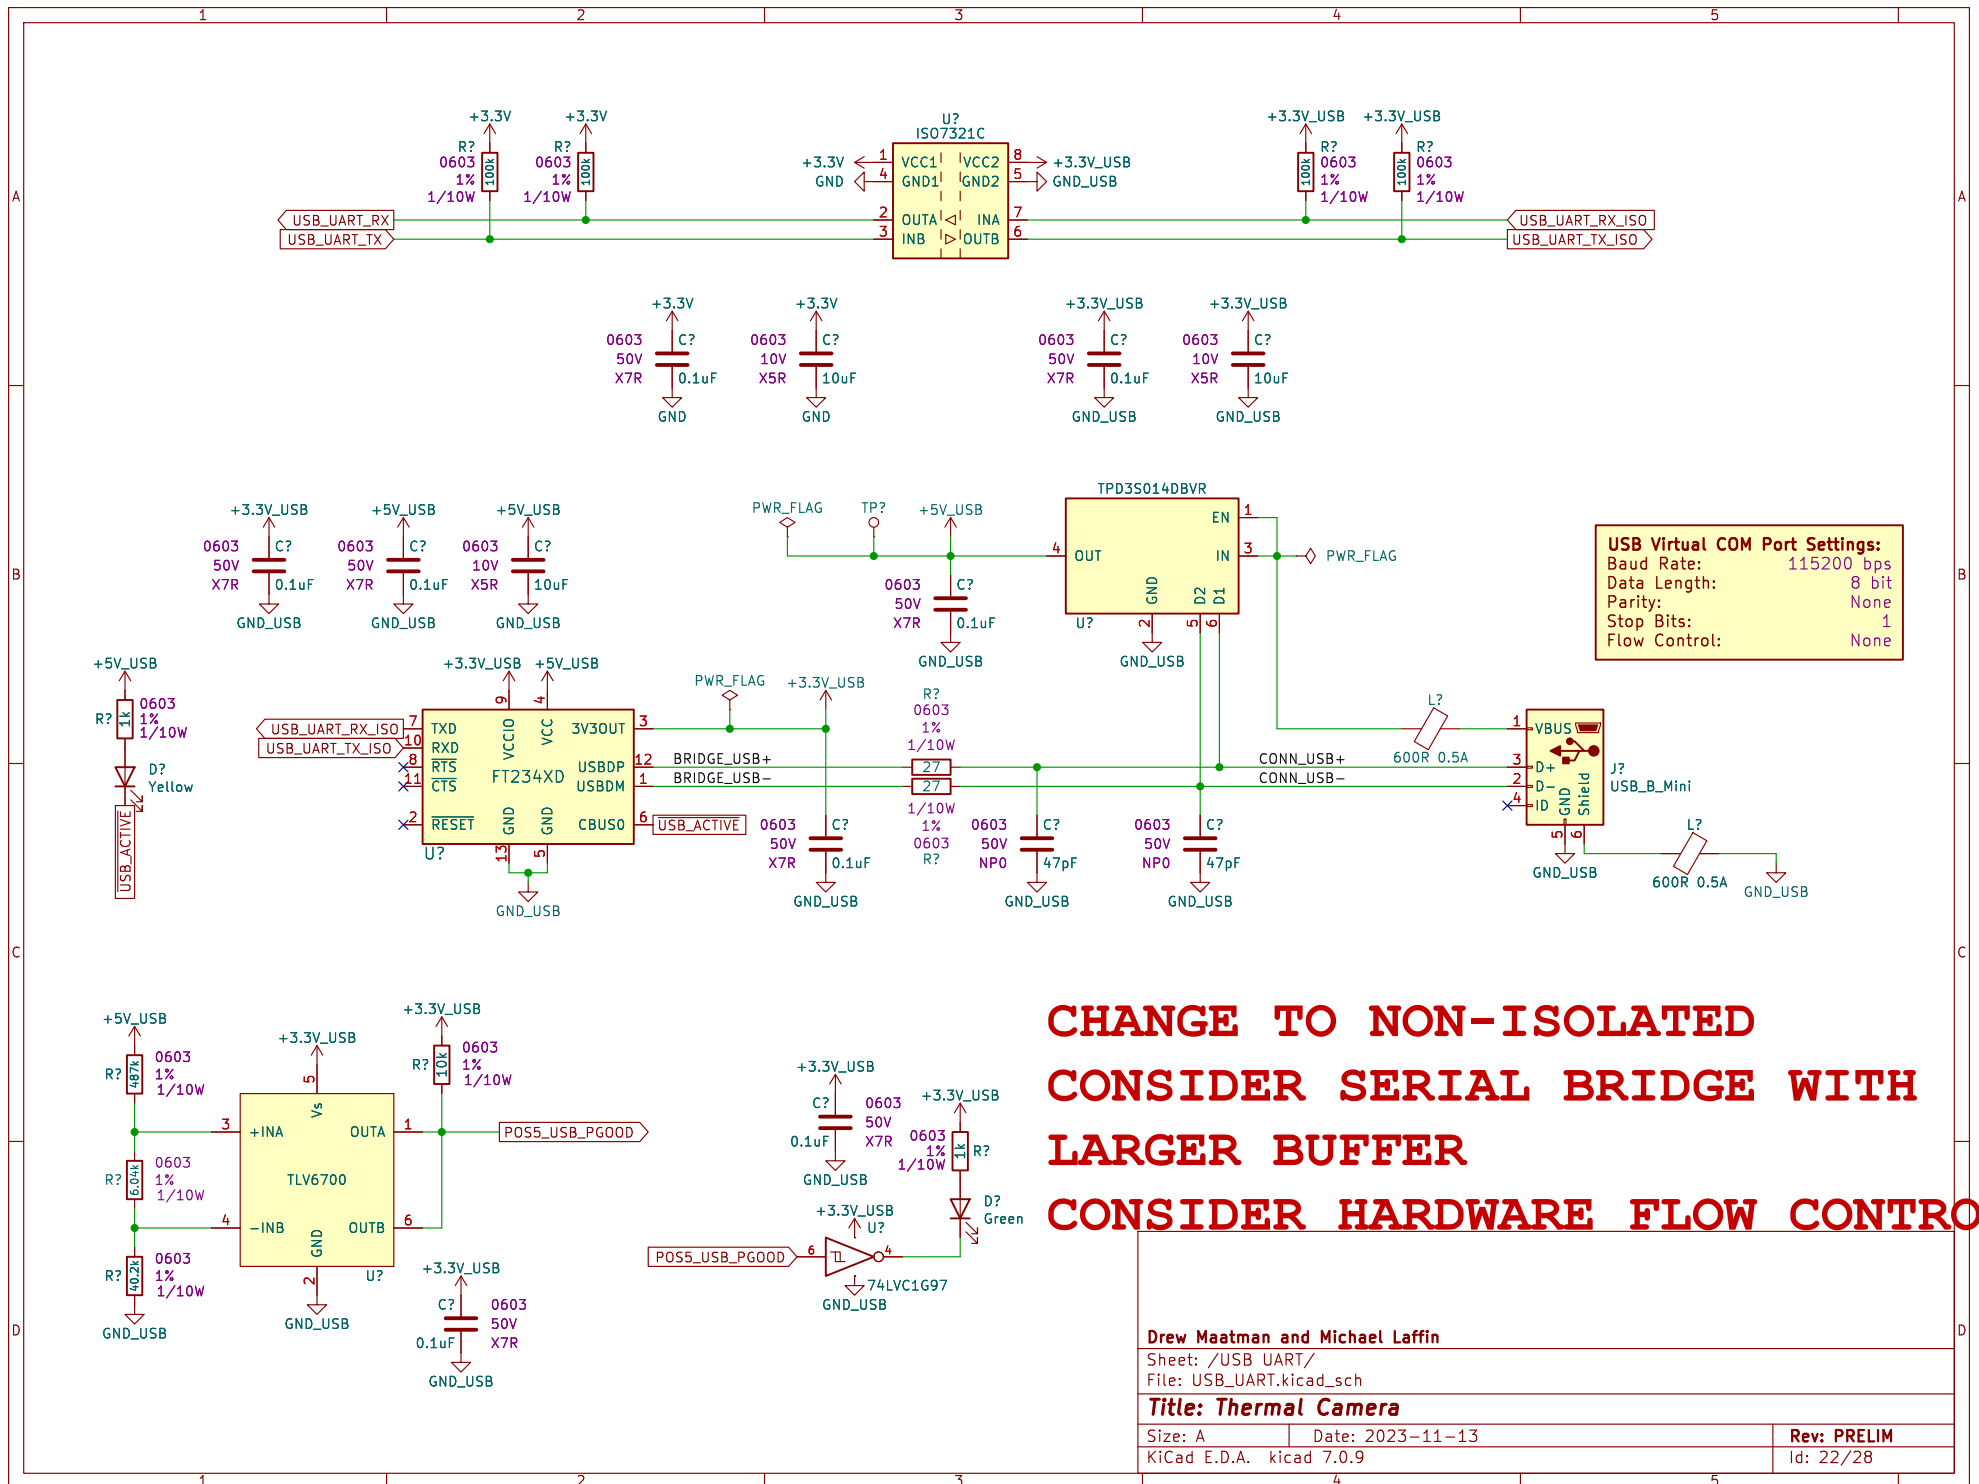 1 2 3 4 5
A
B
C
D
A
B
C
D
+3.3V
R?
0603
1%
1/10W
100k
+3.3V
R?
0603
1%
1/10W
100k
USB_UART_RX
USB_UART_TX
U?
ISO7321C
+3.3V 1 VCC1 VCC2 8 +3.3V_USB
GND 4 GND1 GND2 5 GND_USB
2 OUTA INA 7
3 INB OUTB 6
+3.3V_USB
R?
0603
1%
1/10W
100k
+3.3V_USB
R?
0603
1%
1/10W
100k
USB_UART_RX_ISO
USB_UART_TX_ISO
+3.3V
0603 C?
50V
X7R 0.1uF
GND
+3.3V
0603 C?
10V
X5R 10uF
GND
+3.3V_USB
0603 C?
50V
X7R 0.1uF
GND_USB
+3.3V_USB
0603 C?
10V
X5R 10uF
GND_USB
+3.3V_USB
0603 C?
50V
X7R 0.1uF
GND_USB
+5V_USB
0603 C?
50V
X7R 0.1uF
GND_USB
+5V_USB
0603 C?
10V
X5R 10uF
GND_USB
PWR_FLAG TP? +5V_USB
0603 C?
50V
X7R 0.1uF
GND_USB
TPD3S014DBVR
EN 1
4 OUT IN 3 PWR_FLAG
GND D2 D1
U? 2 5 6
GND_USB
USB Virtual COM Port Settings:
Baud Rate: 115200 bps
Data Length: 8 bit
Parity: None
Stop Bits: 1
Flow Control: None
+5V_USB
R? 1k
0603
1%
1/10W
D?
Yellow
USB_ACTIVE
+3.3V_USB +5V_USB
9 4
USB_UART_RX_ISO 7 TXD VCCIO VCC 3V3OUT 3
USB_UART_TX_ISO 10 RXD
8 RTS FT234XD USBDP 12 BRIDGE_USB+
11 CTS USBDM 1 BRIDGE_USB-
2 RESET GND GND CBUS0 6 USB_ACTIVE
U? 13 5
GND_USB
PWR_FLAG +3.3V_USB
0603 C?
50V
X7R 0.1uF
GND_USB
R?
0603
1%
1/10W
27
27
1/10W
1%
0603
R?
0603 C?
50V
NP0 47pF
GND_USB
0603 C?
50V
NP0 47pF
GND_USB
CONN_USB+
CONN_USB-
L?
600R 0.5A
1 VBUS
3 D+
2 D-
4 ID
GND Shield
5 6
J?
USB_B_Mini
GND_USB
L?
600R 0.5A
GND_USB
+5V_USB
R? 487k
0603
1%
1/10W
R? 6.04k
0603
1%
1/10W
R? 40.2k
0603
1%
1/10W
GND_USB
+3.3V_USB
5
Vs
3 +INA OUTA 1
TLV6700
4 -INB OUTB 6
GND
2 U?
GND_USB
+3.3V_USB
R? 10k
0603
1%
1/10W
POS5_USB_PGOOD
+3.3V_USB
C? 0603
50V
0.1uF X7R
GND_USB
+3.3V_USB
C? 0603
50V
0.1uF X7R
GND_USB
+3.3V_USB
0603
1%
1/10W
1k R?
D?
Green
+3.3V_USB
U?
POS5_USB_PGOOD 6 4
74LVC1G97
GND_USB
CHANGE TO NON-ISOLATED
CONSIDER SERIAL BRIDGE WITH
LARGER BUFFER
CONSIDER HARDWARE FLOW CONTRO
Drew Maatman and Michael Laffin
Sheet: /USB UART/
File: USB_UART.kicad_sch
Title: Thermal Camera
Size: A Date: 2023-11-13 Rev: PRELIM
KiCad E.D.A. kicad 7.0.9 Id: 22/28
1 2 3 4 5